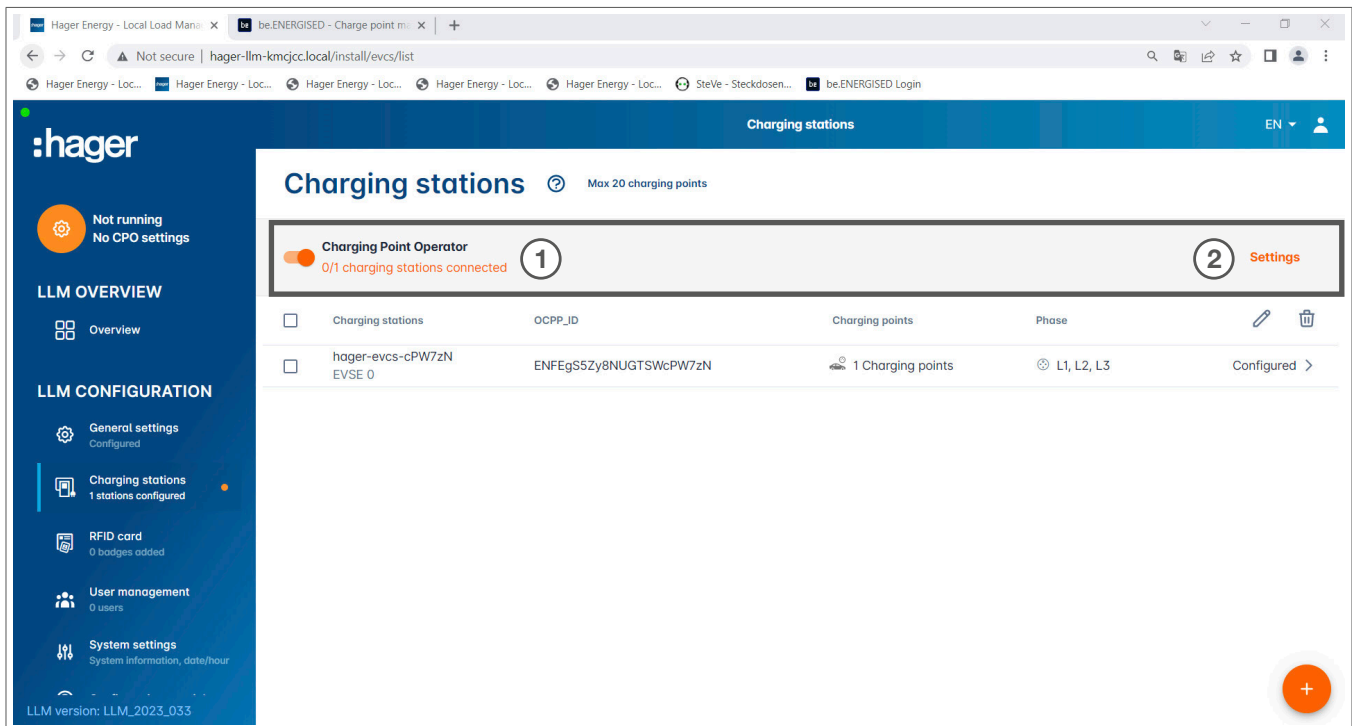 Hager Energy - Local Load Mana
be be.ENERGISED - Charge point m
Not secure | hager-llm-kmcjcc.local/install/evcs/list
Hager Energy - Loc... Hager Energy - Loc... Hager Energy - Loc... Hager Energy - Loc... Hager Energy - Loc... SteVe - Steckdosen... be be.ENERGISED Login
:hager
Charging stations
EN
Charging stations ? Max 20 charging points
Not running
No CPO settings
Charging Point Operator
0/1 charging stations connected
1
2
Settings
LLM OVERVIEW
Overview
Charging stations OCPP_ID Charging points Phase
hager-evcs-cPW7zN
EVSE 0
ENFEgS5Zy8NUGTSWcPW7zN
1 Charging points
L1, L2, L3
Configured
LLM CONFIGURATION
General settings
Configured
Charging stations
1 stations configured
RFID card
0 badges added
User management
0 users
System settings
System information, date/hour
LLM version: LLM_2023_033
+